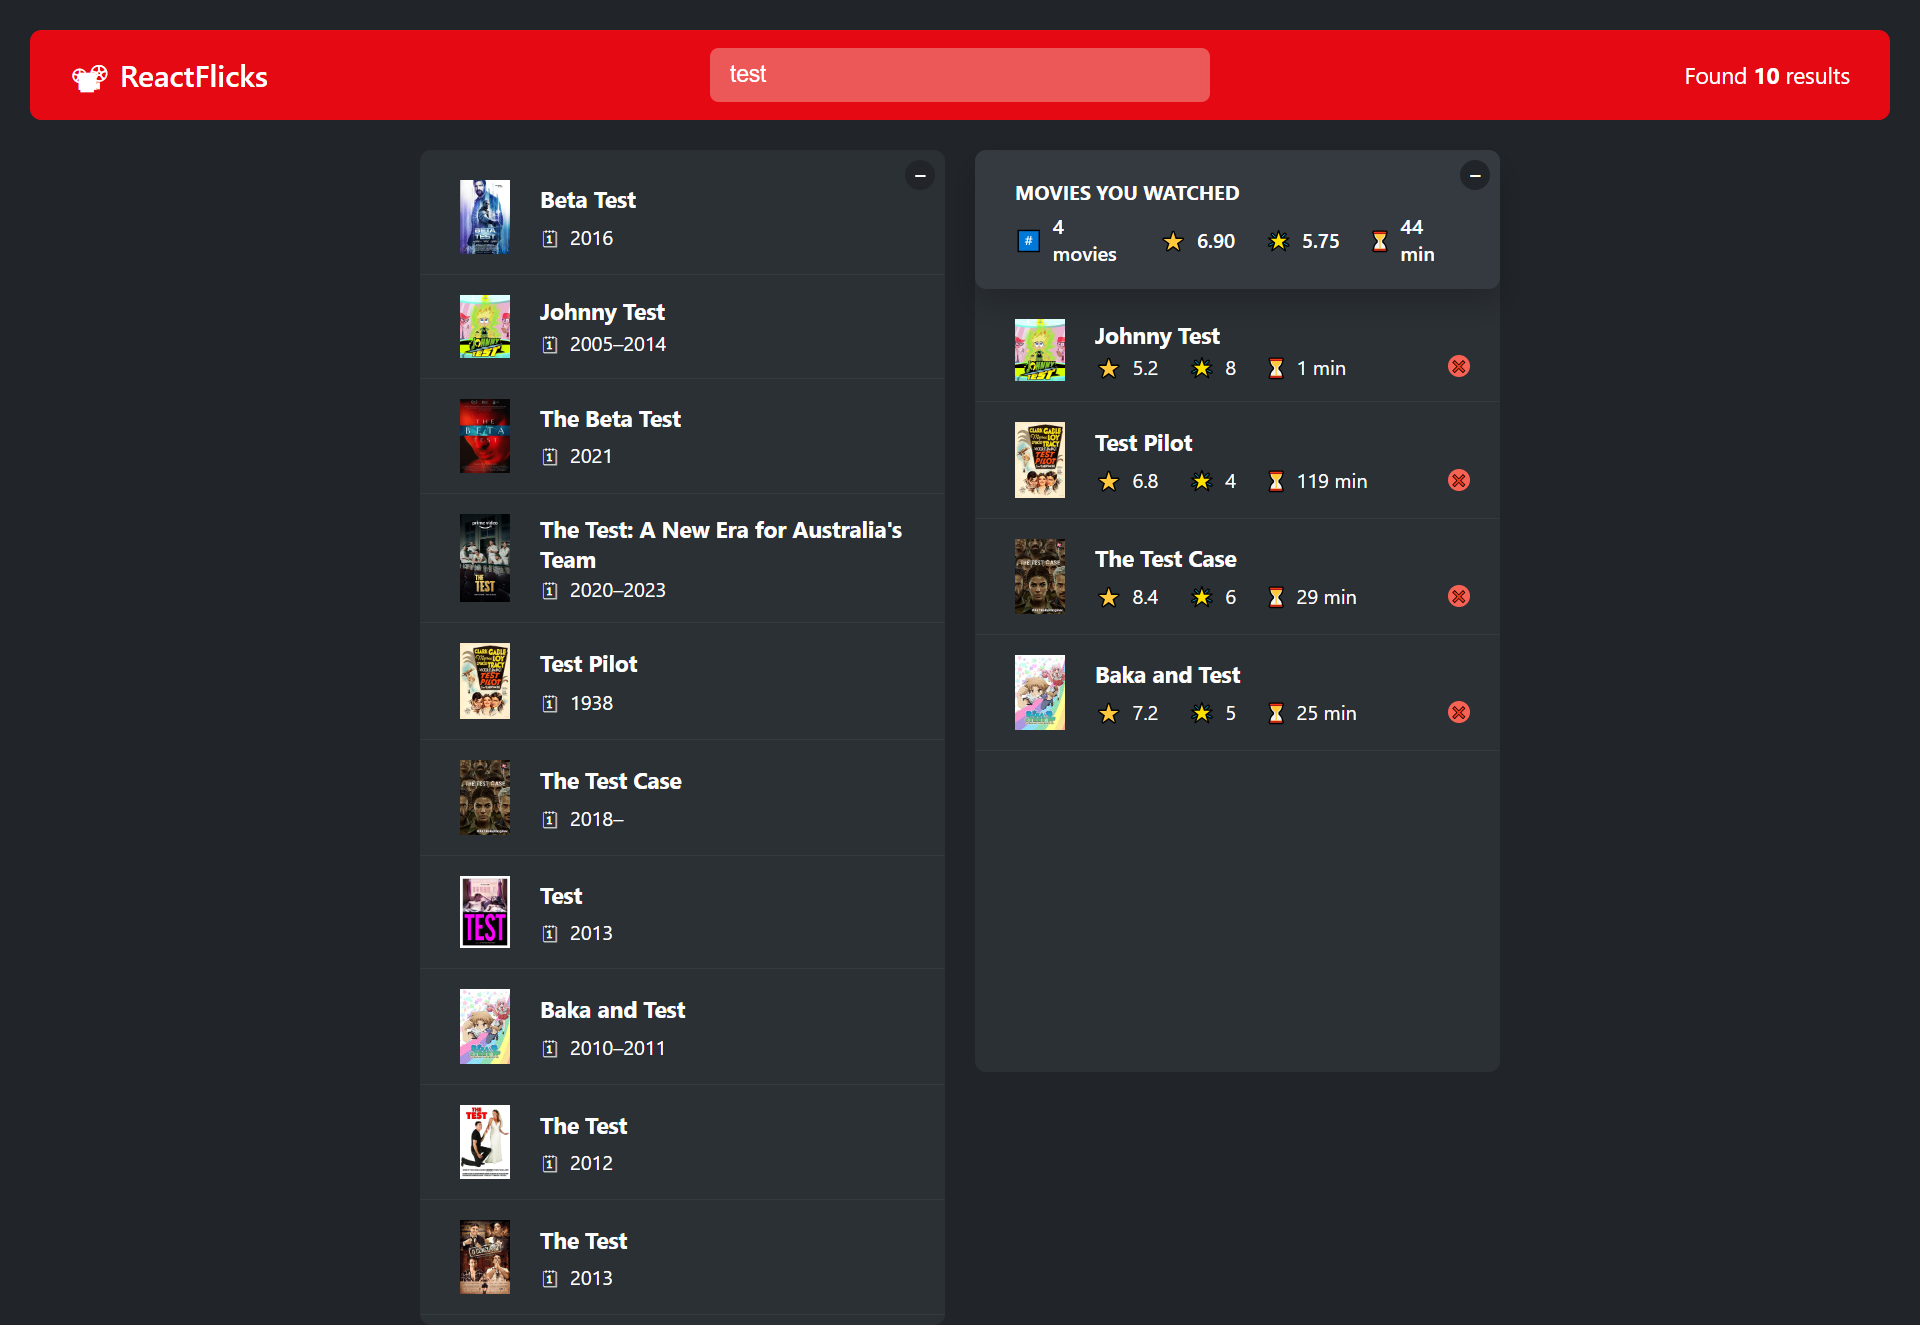 ReactFlicks
test
Found 10 results
Beta Test
2016
Johnny Test
2005–2014
The Beta Test
2021
The Test: A New Era for Australia's
Team
2020–2023
Test Pilot
1938
The Test Case
2018–
Test
2013
Baka and Test
2010–2011
The Test
2012
The Test
2013
MOVIES YOU WATCHED
4
movies
6.90
5.75
44
min
Johnny Test
5.2 8 1 min
Test Pilot
6.8 4 119 min
The Test Case
8.4 6 29 min
Baka and Test
7.2 5 25 min